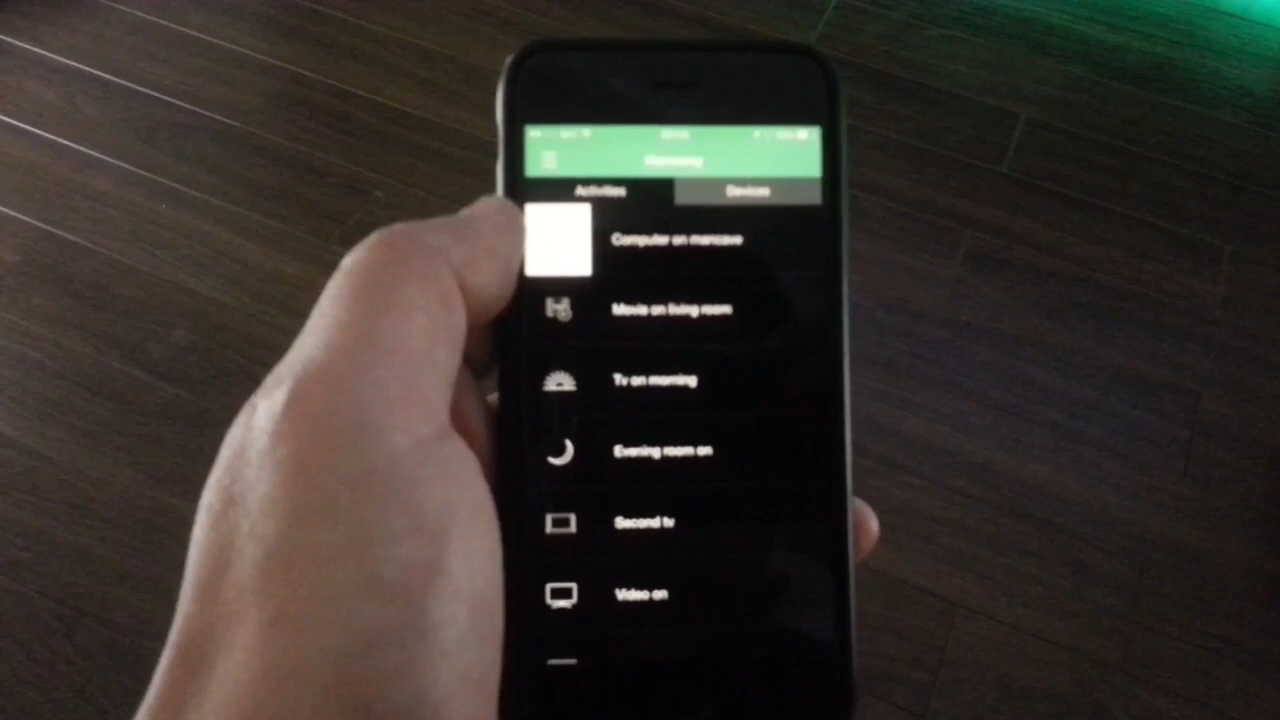 Harmony
Activities
Devices
Computer on mancave
Movie on living room
Tv on morning
Evening room on
Second tv
Video on